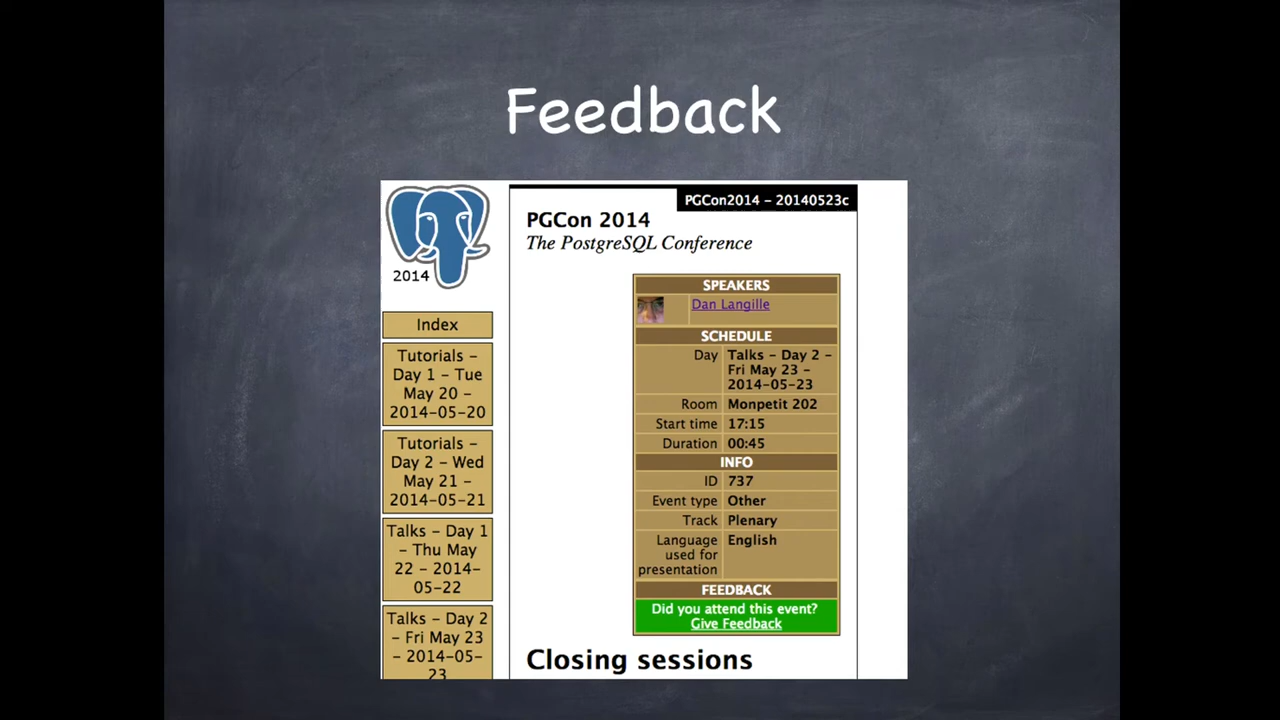 Feedback
PGCon2014 - 20140523c
PGCon 2014
The PostgreSQL Conference
2014
Index
Tutorials -
Day 1 - Tue
May 20 -
2014-05-20
Tutorials -
Day 2 - Wed
May 21 -
2014-05-21
Talks - Day 1
- Thu May
22 - 2014-
05-22
Talks - Day 2
- Fri May 23
- 2014-05-
23
SPEAKERS
Dan Langille
SCHEDULE
Day Talks - Day 2 -
Fri May 23 -
2014-05-23
Room Monpetit 202
Start time 17:15
Duration 00:45
INFO
ID 737
Event type Other
Track Plenary
Language English
used for
presentation
FEEDBACK
Did you attend this event?
Give Feedback
Closing sessions